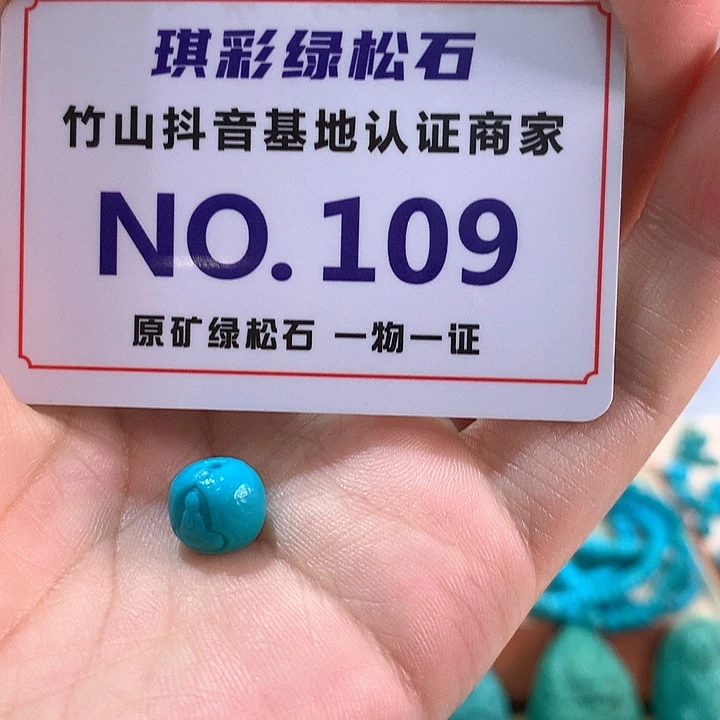 琪彩绿松石
竹山抖音基地认证商家
NO.109
原矿绿松石 一物一证